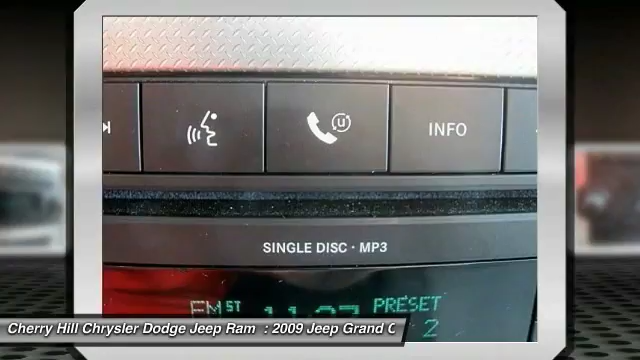 INFO
SINGLE DISC · MP3
FM ST PRESET
2
Cherry Hill Chrysler Dodge Jeep Ram : 2009 Jeep Grand C